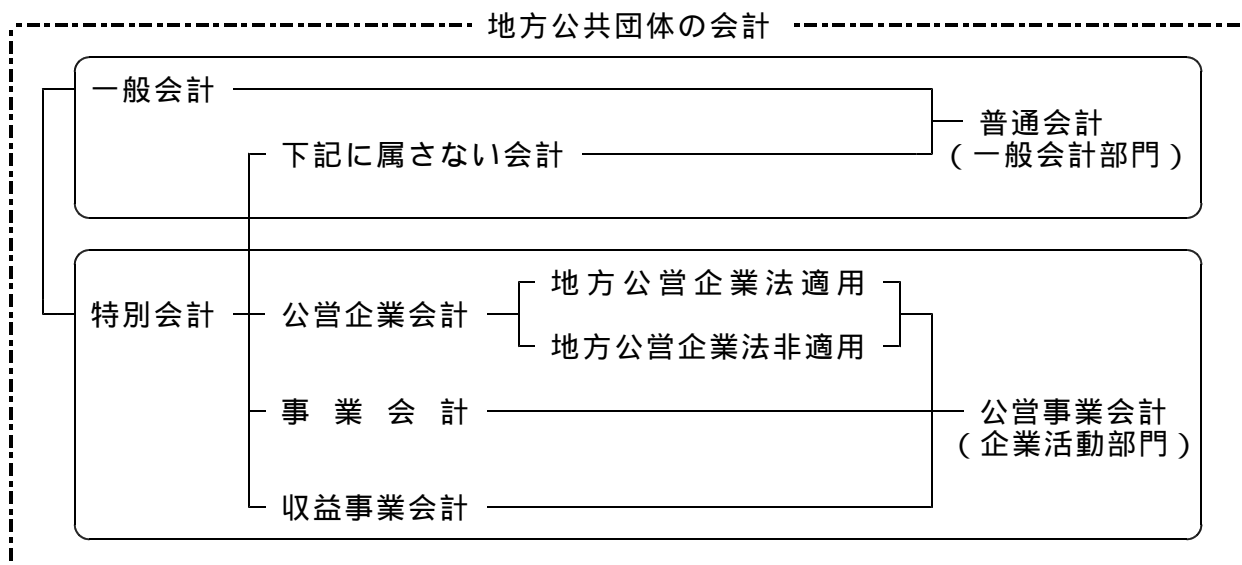 地方公共団体の会計
一般会計
下記に属さない会計
普通会計
（一般会計部門）
特別会計
公営企業会計
地方公営企業法適用
地方公営企業法非適用
事業会計
公営事業会計
（企業活動部門）
収益事業会計